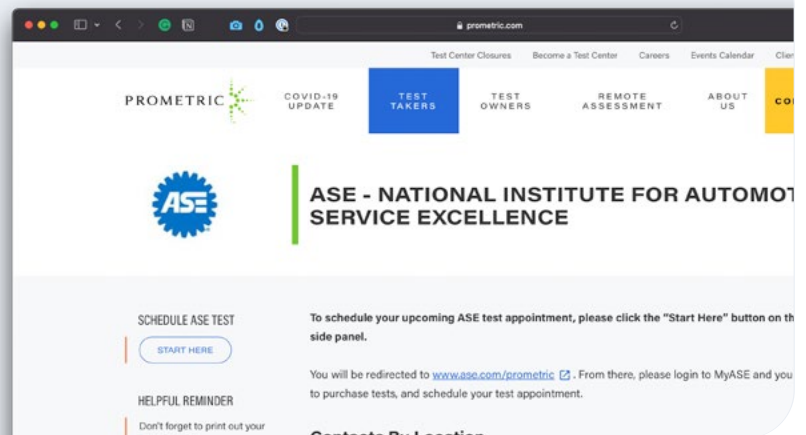 prometric.com
Test Center Closures Become a Test Center Careers Events Calendar
PROMETRIC
COVID-19
UPDATE
TEST
TAKERS
TEST
OWNERS
REMOTE
ASSESSMENT
ABOUT
US
ASE
ASE - NATIONAL INSTITUTE FOR
SERVICE EXCELLENCE
SCHEDULE ASE TEST
START HERE
HELPFUL REMINDER
Don't forget to print out your
To schedule your upcoming ASE test appointment, please click the "Start Here" button on
side panel.
You will be redirected to www.ase.com/prometric . From there, please login to MyASE and you
to purchase tests, and schedule your test appointment.
Contacts By Location